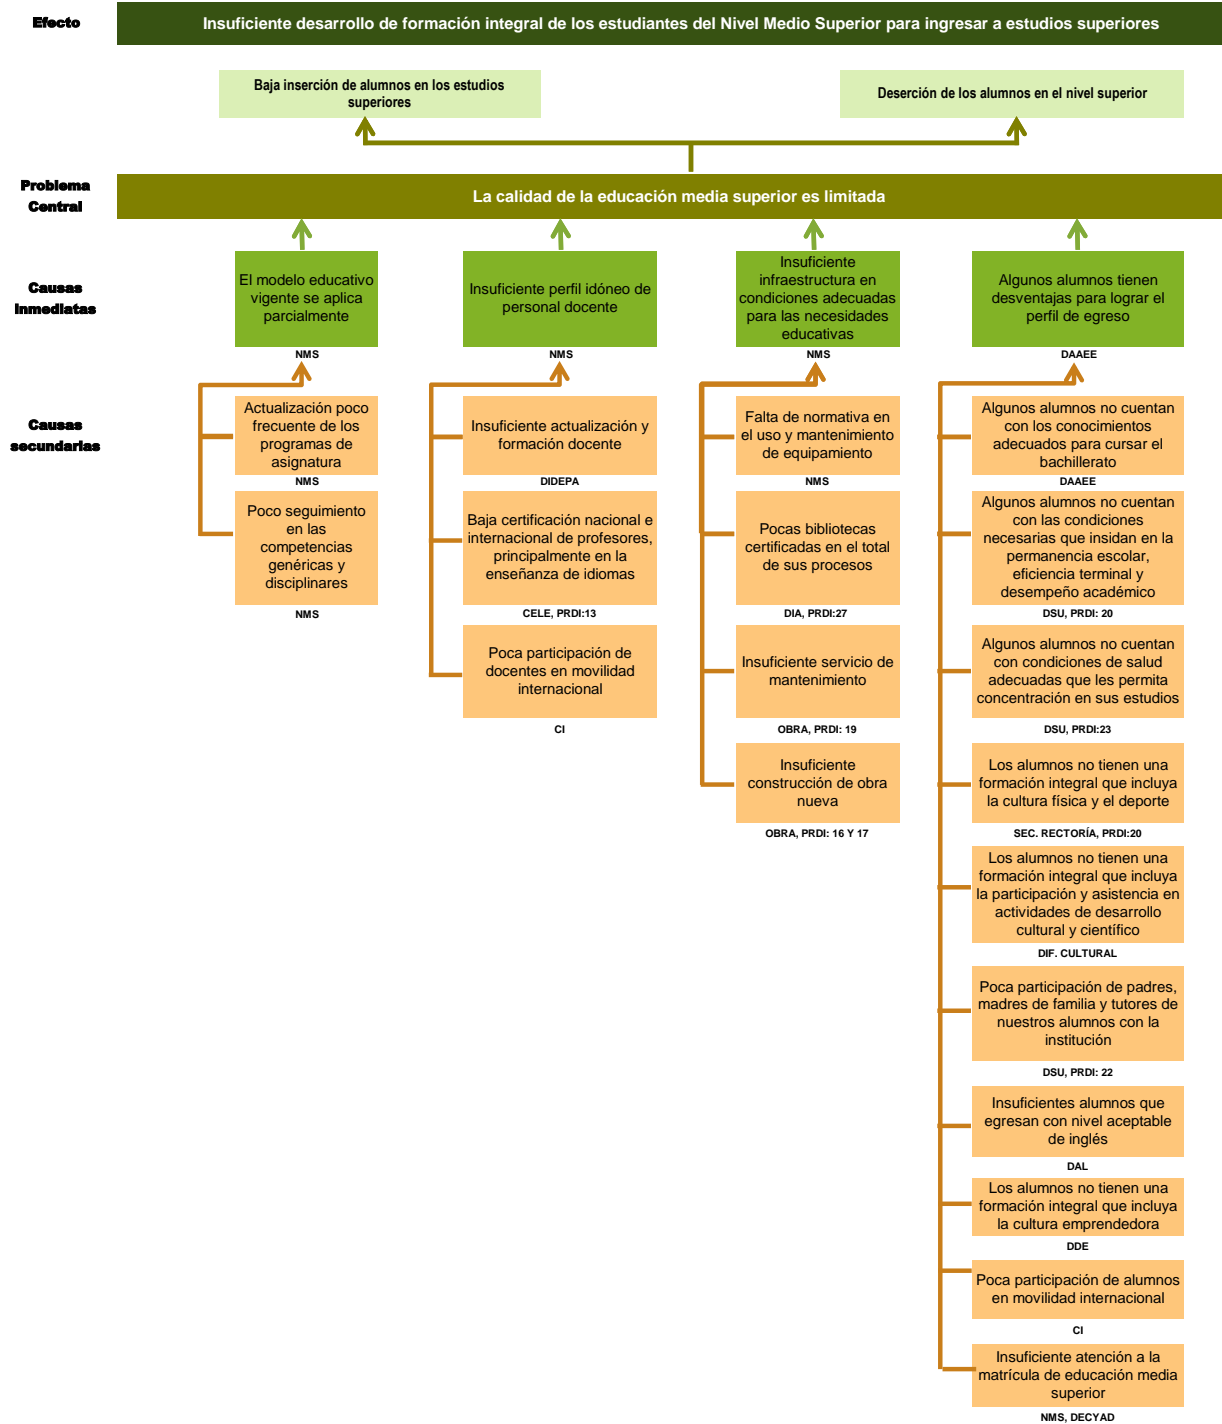 Efecto
Insuficiente desarrollo de formación integral de los estudiantes del Nivel Medio Superior para ingresar a estudios superiores
Baja inserción de alumnos en los estudios
superiores
Deserción de los alumnos en el nivel superior
Problema
Central
La calidad de la educación media superior es limitada
Causas
Inmediatas
El modelo educativo
vigente se aplica
parcialmente
NMS
Insuficiente perfil idóneo de
personal docente
NMS
Insuficiente
infraestructura en
condiciones adecuadas
para las necesidades
educativas
NMS
Algunos alumnos tienen
desventajas para lograr el
perfil de egreso
DAAEE
Causas
secundarias
Actualización poco
frecuente de los
programas de
asignatura
NMS
Poco seguimiento
en las
competencias
genéricas y
disciplinares
NMS
Insuficiente actualización y
formación docente
DIDEPA
Baja certificación nacional e
internacional de profesores,
principalmente en la
enseñanza de idiomas
CELE, PRDI:13
Poca participación de
docentes en movilidad
internacional
CI
Falta de normativa en
el uso y mantenimiento
de equipamiento
NMS
Pocas bibliotecas
certificadas en el total
de sus procesos
DIA, PRDI:27
Insuficiente servicio de
mantenimiento
OBRA, PRDI: 19
Insuficiente
construcción de obra
nueva
OBRA, PRDI: 16 Y 17
Algunos alumnos no cuentan
con los conocimientos
adecuados para cursar el
bachillerato
DAAEE
Algunos alumnos no cuentan
con las condiciones
necesarias que insidan en la
permanencia escolar,
eficiencia terminal y
desempeño académico
DSU, PRDI: 20
Algunos alumnos no cuentan
con condiciones de salud
adecuadas que les permita
concentración en sus estudios
DSU, PRDI:23
Los alumnos no tienen una
formación integral que incluya
la cultura física y el deporte
SEC. RECTORÍA, PRDI:20
Los alumnos no tienen una
formación integral que incluya
la participación y asistencia en
actividades de desarrollo
cultural y científico
DIF. CULTURAL
Poca participación de padres,
madres de familia y tutores de
nuestros alumnos con la
institución
DSU, PRDI: 22
Insuficientes alumnos que
egresan con nivel aceptable
de inglés
DAL
Los alumnos no tienen una
formación integral que incluya
la cultura emprendedora
DDE
Poca participación de alumnos
en movilidad internacional
CI
Insuficiente atención a la
matrícula de educación media
superior
NMS, DECYAD